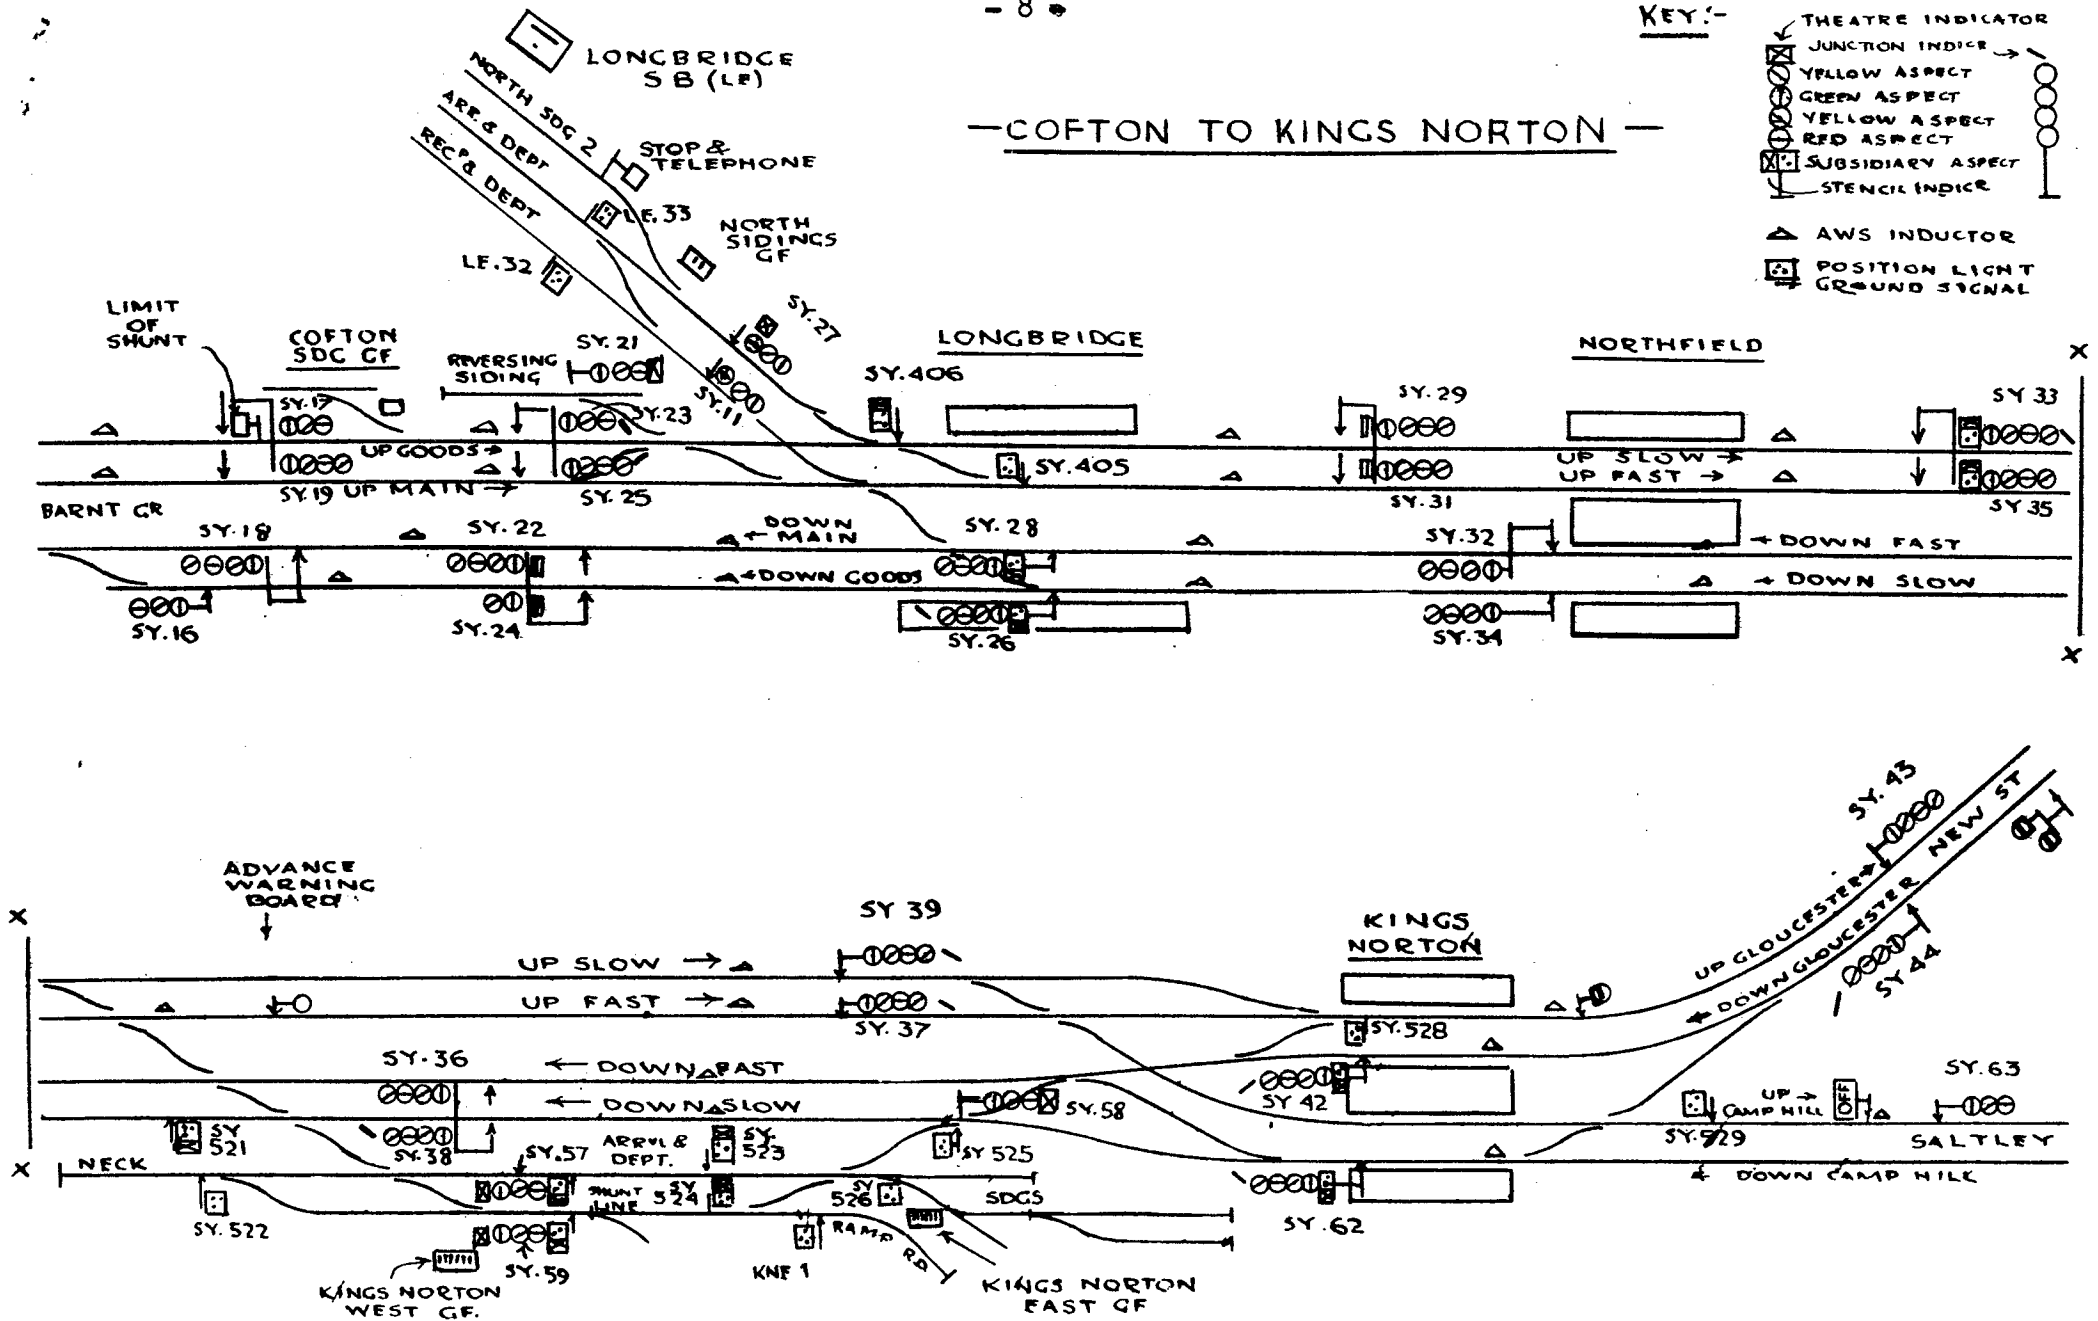 - 8 -
KEY:-
THEATRE INDICATOR
JUNCTION INDICR
YELLOW ASPECT
GREEN ASPECT
YELLOW ASPECT
RED ASPECT
SUBSIDIARY ASPECT
STENCIL INDICR
AWS INDUCTOR
POSITION LIGHT
GROUND SIGNAL
—COFTON TO KINGS NORTON—
LONGBRIDGE
SB (LE)
NORTH SDG 2
ARR. & DEPT
RECP & DEPT
STOP &
TELEPHONE
LE.33
NORTH
SIDINGS
GF
LE.32
SY.27
SY.11
LIMIT
OF
SHUNT
COFTON
SDG GF
REVERSING
SIDING
SY.21
SY.406
LONGBRIDGE
NORTHFIELD
SY.17
SY.23
SY.29
SY 33
UP GOODS →
SY.405
UP SLOW →
UP FAST →
SY.19
UP MAIN →
SY.25
SY.31
SY 35
BARNT GR
SY.18
SY.22
← DOWN
MAIN
SY.28
SY.32
← DOWN FAST
← DOWN GOODS
← DOWN SLOW
SY.16
SY.24
SY.26
SY.34
X
X
X
X
ADVANCE
WARNING
BOARD
SY 39
KINGS
NORTON
SY.43
NEW ST
UP GLOUCESTER →
← DOWN GLOUCESTER
SY 44
UP SLOW →
UP FAST →
SY.37
SY.528
SY.36
← DOWN FAST
← DOWN SLOW
SY.58
SY 42
UP →
CAMP HILL
OFF
SY.63
SY.529
SALTLEY
← DOWN CAMP HILL
SY
521
SY.38
SY.57
ARRVL &
DEPT.
SY.
523
SY 525
NECK
SHUNT
LINE
SY
524
SY
526
SDGS
SY.522
SY.59
KNF 1
RAMP RD
SY.62
KINGS NORTON
WEST GF.
KINGS NORTON
EAST GF